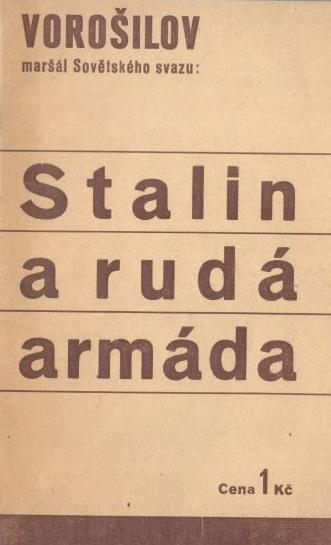 VOROŠILOV
maršál Sovětského svazu:
Stalin
a rudá
armáda
Cena 1 Kč